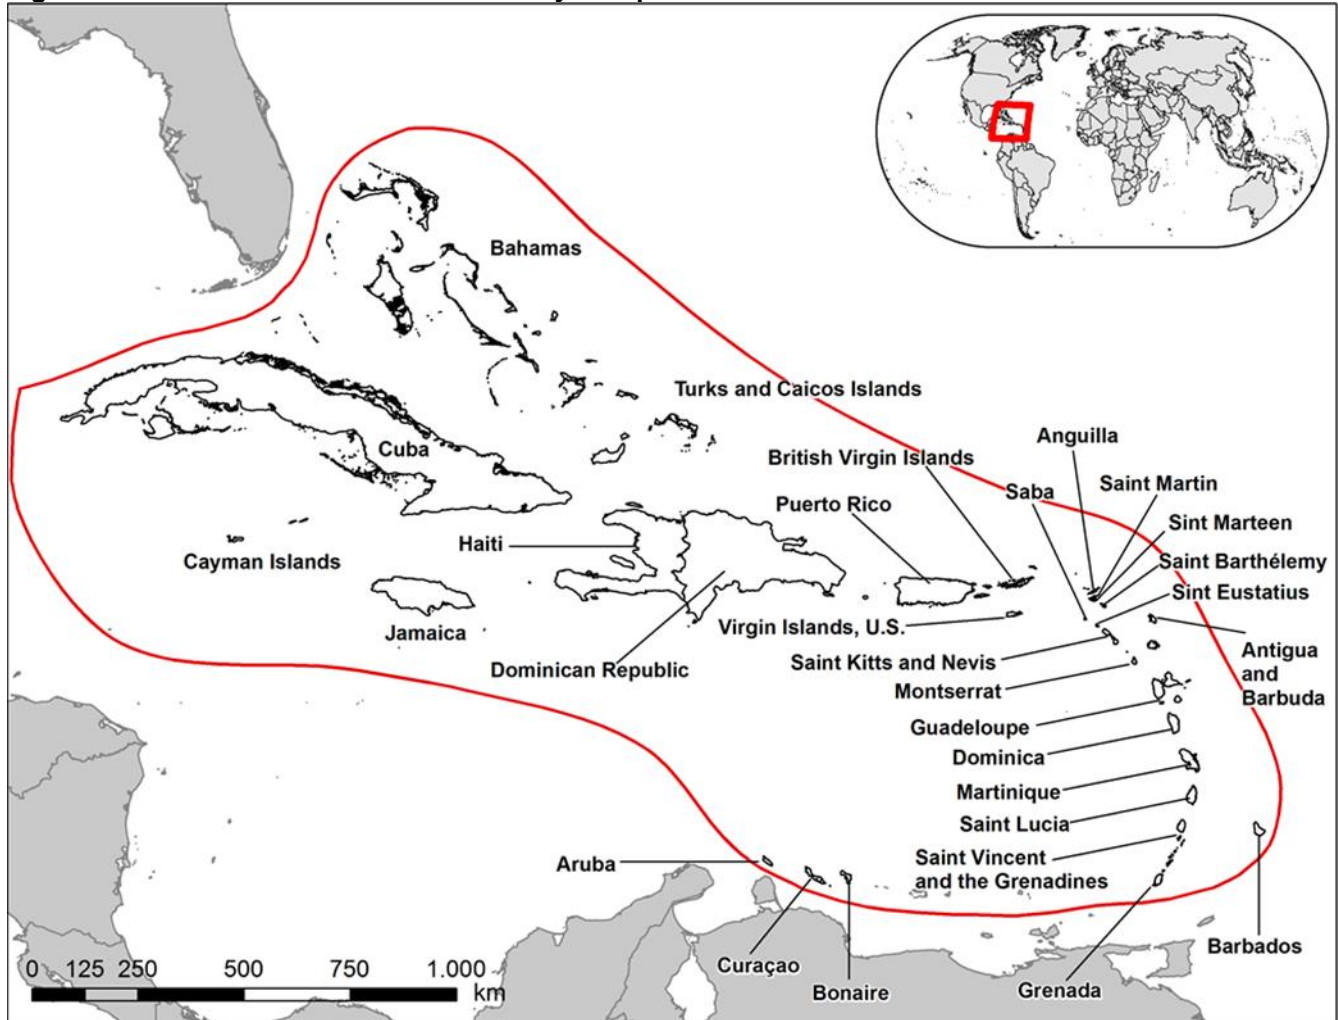 Bahamas
Turks and Caicos Islands
Anguilla
British Virgin Islands
Saba
Saint Martin
Puerto Rico
Sint Marteen
Cuba
Haiti
Saint Barthélemy
Cayman Islands
Sint Eustatius
Jamaica
Virgin Islands, U.S.
Dominican Republic
Saint Kitts and Nevis
Antigua
and
Barbuda
Montserrat
Guadeloupe
Dominica
Martinique
Saint Lucia
Aruba
Saint Vincent
and the Grenadines
Barbados
Curaçao
Bonaire
Grenada
0 125 250 500 750 1.000
km